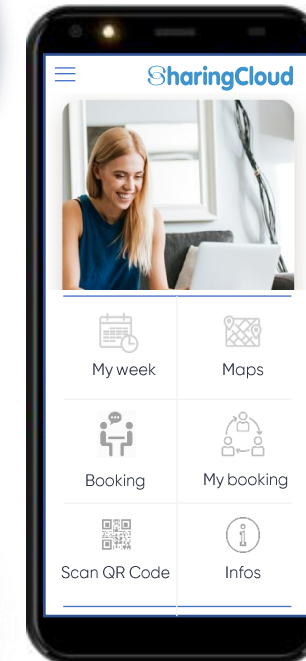 SharingCloud
My week
Maps
Booking
My booking
Scan QR Code
Infos